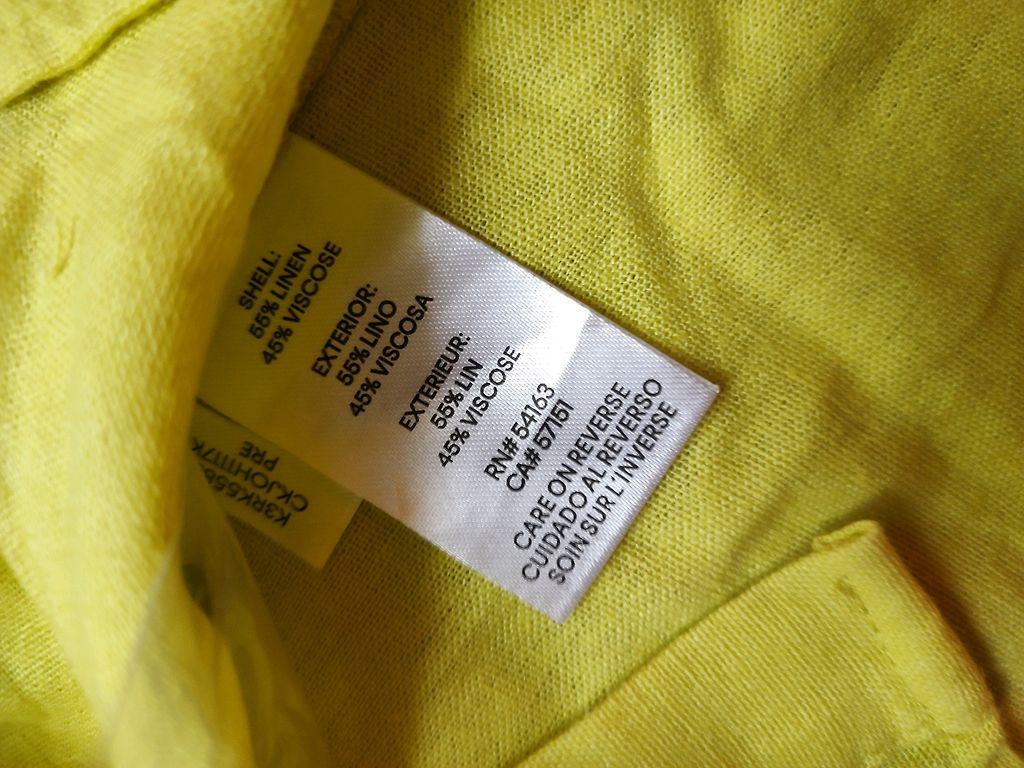 SHELL:
55% LINEN
45% VISCOSE
EXTERIOR:
55% LINO
45% VISCOSA
EXTERIEUR:
55% LIN
45% VISCOSE
RN# 54163
CA# 57151
CARE ON REVERSE
CUIDADO AL REVERSO
SOIN SUR L'INVERSE
PRE